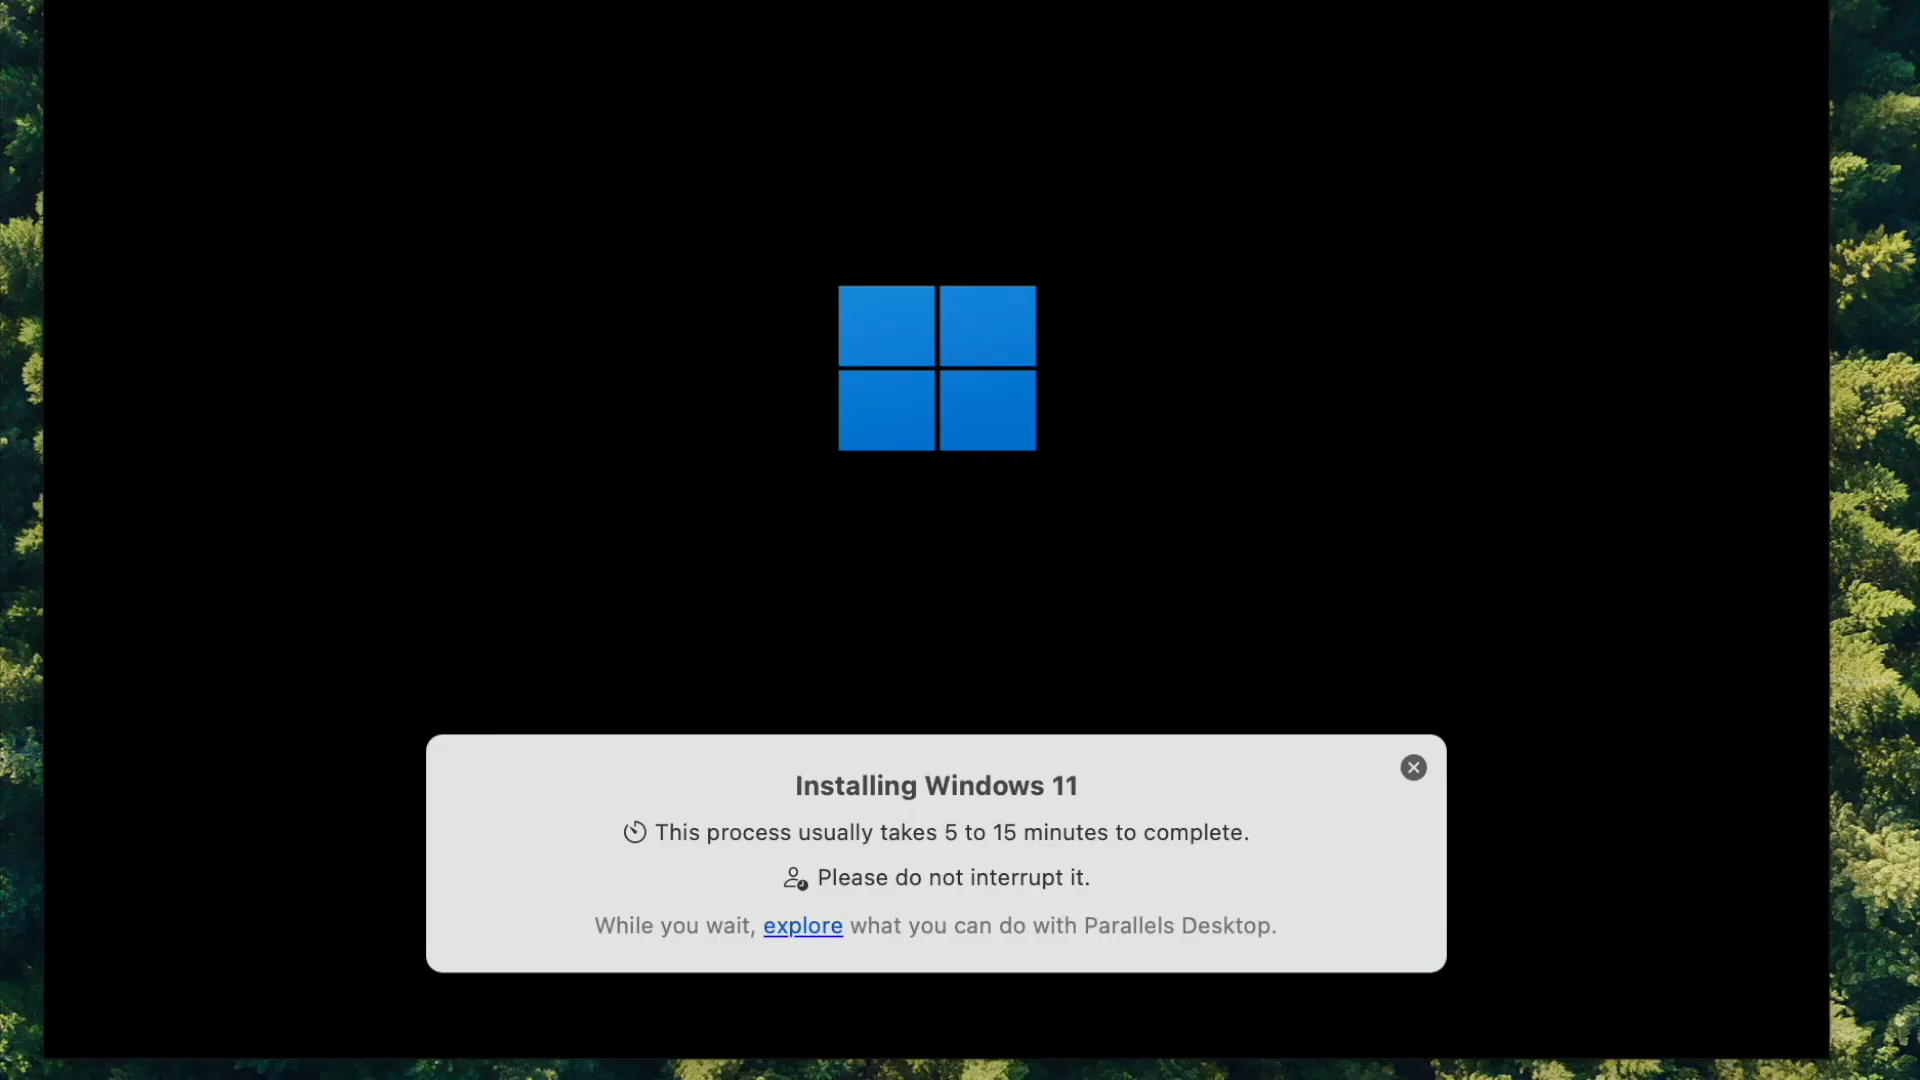 Installing Windows 11
This process usually takes 5 to 15 minutes to complete.
Please do not interrupt it.
While you wait, explore what you can do with Parallels Desktop.